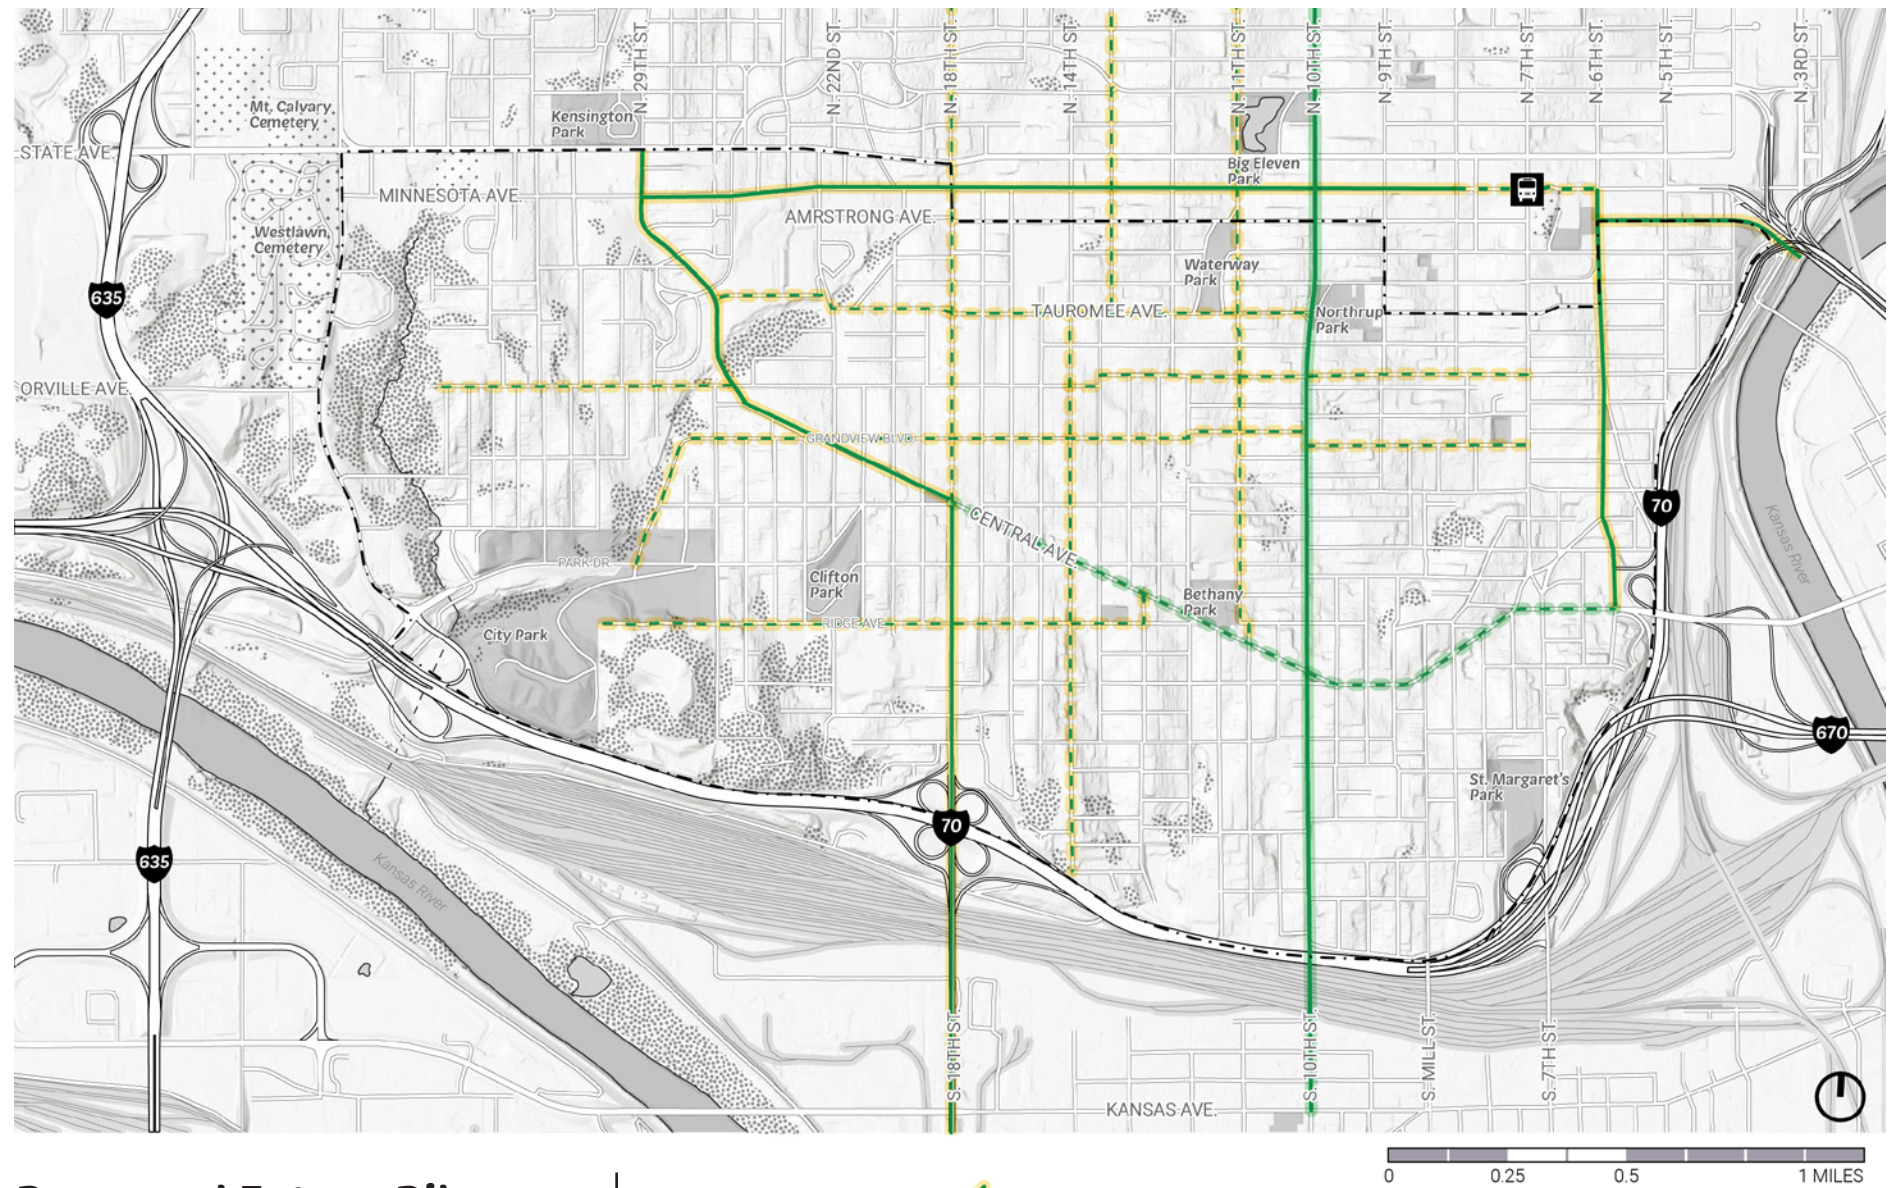 N. 29TH ST.
N. 22ND ST.
N. 18TH ST.
N. 14TH ST.
N. 11TH ST.
N. 10TH ST.
N. 9TH ST.
N. 7TH ST.
N. 6TH ST.
N. 5TH ST.
N. 3RD ST.
Mt. Calvary
Cemetery
Kensington
Park
STATE AVE.
Big Eleven
Park
MINNESOTA AVE.
AMRSTRONG AVE.
Westlawn
Cemetery
Waterway
Park
635
TAUROMEE AVE.
Northrup
Park
ORVILLE AVE.
GRANDVIEW BLVD
70
CENTRAL AVE.
Kansas River
PARK DR
Clifton
Park
Bethany
Park
RIDGE AVE
City Park
670
St. Margaret's
Park
70
635
Kansas River
S. 18TH ST.
S. 10TH ST.
S. MILL ST.
S. 7TH ST.
KANSAS AVE.
0 0.25 0.5 1 MILES